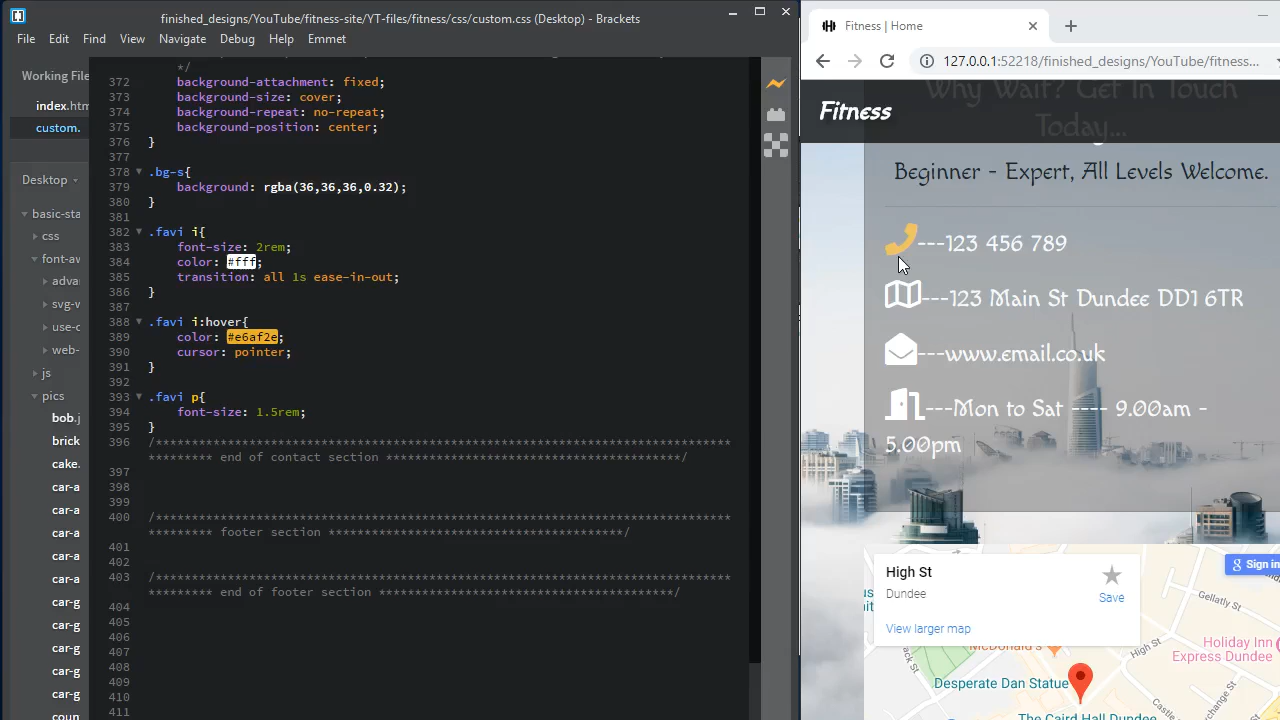 finished_designs/YouTube/fitness-site/YT-files/fitness/css/custom.css (Desktop) - Brackets
File Edit Find View Navigate Debug Help Emmet
Working File
index.htm
custom.
Desktop
basic-sta
css
font-aw
advan
svg-w
use-c
web-
js
pics
bob.j
brick
cake.
car-a
car-a
car-a
car-a
car-g
car-g
car-g
car-g
car-g
coun
*/
372 background-attachment: fixed;
373 background-size: cover;
374 background-repeat: no-repeat;
375 background-position: center;
376 }
377
378 .bg-s{
379 background: rgba(36,36,36,0.32);
380 }
381
382 .favi i{
383 font-size: 2rem;
384 color: #fff;
385 transition: all 1s ease-in-out;
386 }
387
388 .favi i:hover{
389 color: #e6af2e;
390 cursor: pointer;
391 }
392
393 .favi p{
394 font-size: 1.5rem;
395 }
396 /********************************************************************************
********* end of contact section *****************************************/
397
398
399
400 /********************************************************************************
********* footer section *****************************************/
401
402
403 /********************************************************************************
********* end of footer section *****************************************/
404
405
406
407
408
409
410
411
Fitness | Home
127.0.0.1:52218/finished_designs/YouTube/fitness...
Fitness
Why Wait? Get In Touch
Today...
Beginner - Expert, All Levels Welcome.
---123 456 789
---123 Main St Dundee DD1 6TR
---www.email.co.uk
---Mon to Sat ---- 9.00am -
5.00pm
High St
Dundee
Save
View larger map
Sign in
Gellatly St
High St
Holiday Inn
Express Dundee
McDonald's
Desperate Dan Statue
Castle St
The Caird Hall Dundee